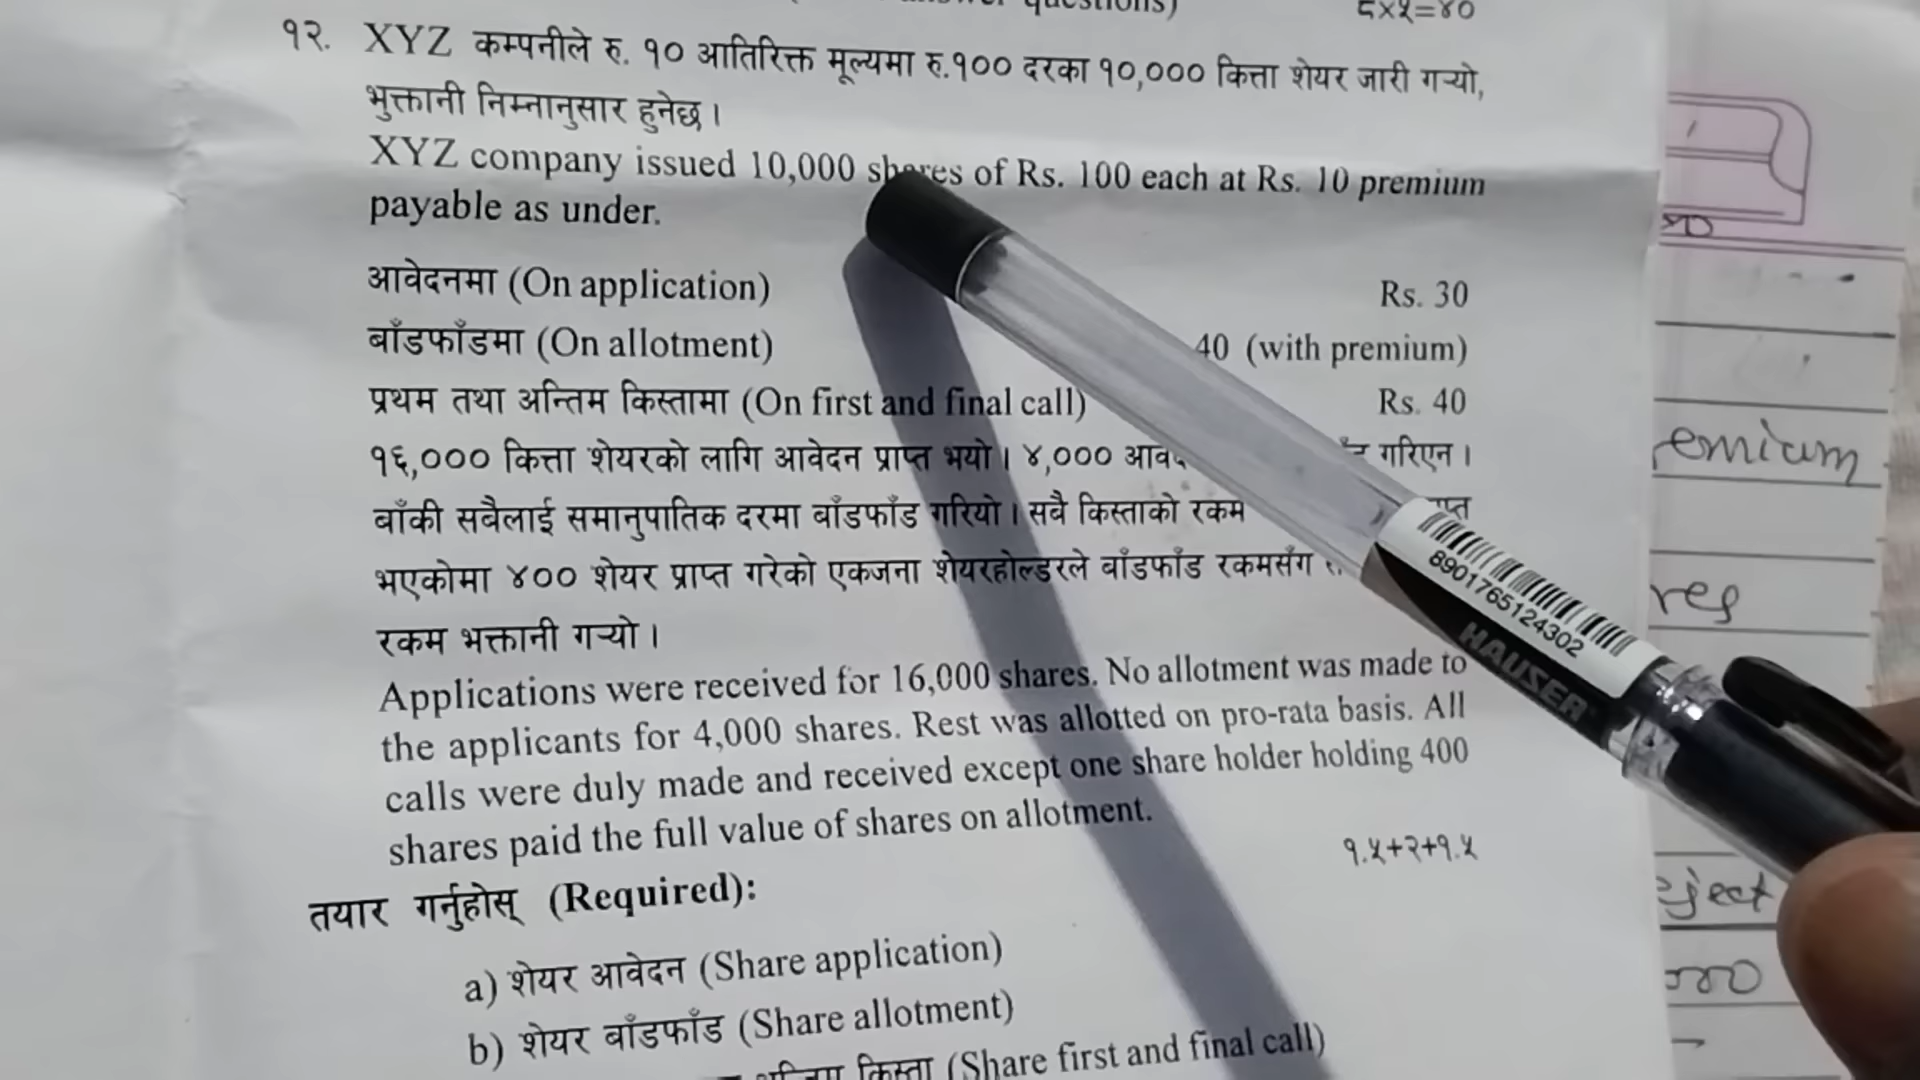 questions)
८×५=४०
१२. XYZ कम्पनीले रु. १० आतिरिक्त मूल्यमा रु.१०० दरका १०,००० कित्ता शेयर जारी गर्‍यो,
भुक्तानी निम्नानुसार हुनेछ ।
XYZ company issued 10,000 shares of Rs. 100 each at Rs. 10 premium
payable as under.
आवेदनमा (On application) Rs. 30
बाँडफाँडमा (On allotment) 40 (with premium)
प्रथम तथा अन्तिम किस्तामा (On first and final call) Rs. 40
१६,००० कित्ता शेयरको लागि आवेदन प्राप्त भयो । ४,००० गरिएन ।
बाँकी सबैलाई समानुपातिक दरमा बाँडफाँड गरियो । सबै किस्ताको रकम
भएकोमा ४०० शेयर प्राप्त गरेको एकजना शेयरहोल्डरले बाँडफाँड रकमसँग
रकम भक्तानी गर्‍यो ।
Applications were received for 16,000 shares. No allotment was made to
the applicants for 4,000 shares. Rest was allotted on pro-rata basis. All
calls were duly made and received except one share holder holding 400
shares paid the full value of shares on allotment.
१.५+२+१.५
तयार गर्नुहोस् (Required):
a) शेयर आवेदन (Share application)
b) शेयर बाँडफाँड (Share allotment)
किस्ता (Share first and final call)
8901765124302
HAUSER
emium
res
eject